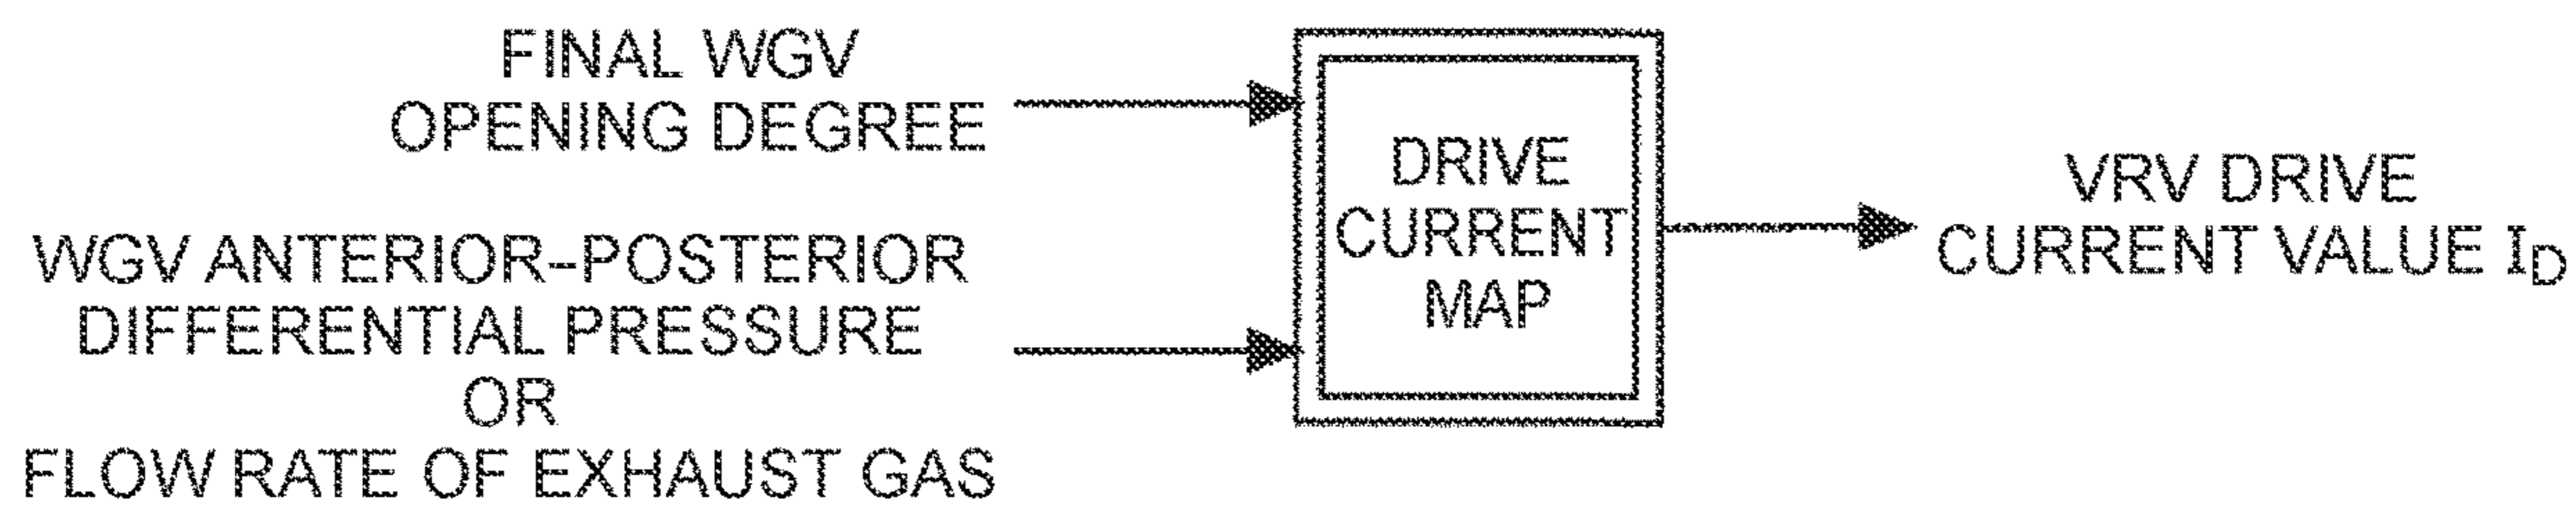 FINAL WGV
OPENING DEGREE
WGV ANTERIOR-POSTERIOR
DIFFERENTIAL PRESSURE
OR
FLOW RATE OF EXHAUST GAS
DRIVE
CURRENT
MAP
VRV DRIVE
CURRENT VALUE I_D